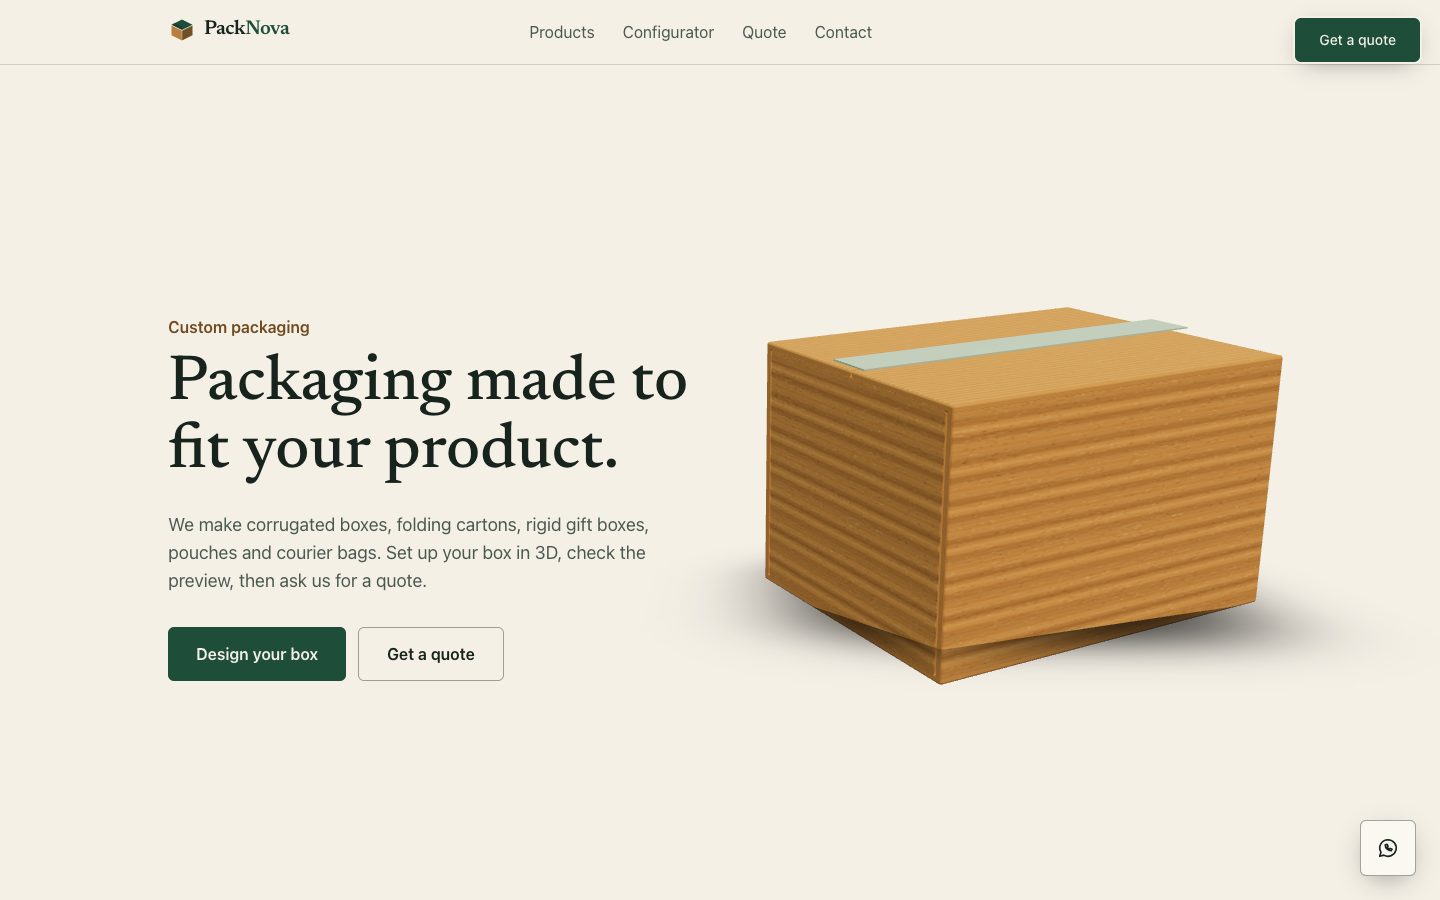 PackNova
Products
Configurator
Quote
Contact
Get a quote
Custom packaging
Packaging made to
fit your product.
We make corrugated boxes, folding cartons, rigid gift boxes,
pouches and courier bags. Set up your box in 3D, check the
preview, then ask us for a quote.
Design your box
Get a quote